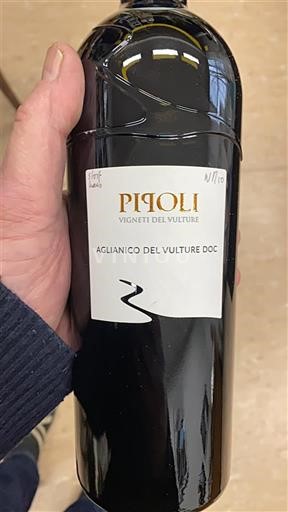 PIPOLI
VIGNETI DEL VULTURE
AGLIANICO DEL VULTURE DOC